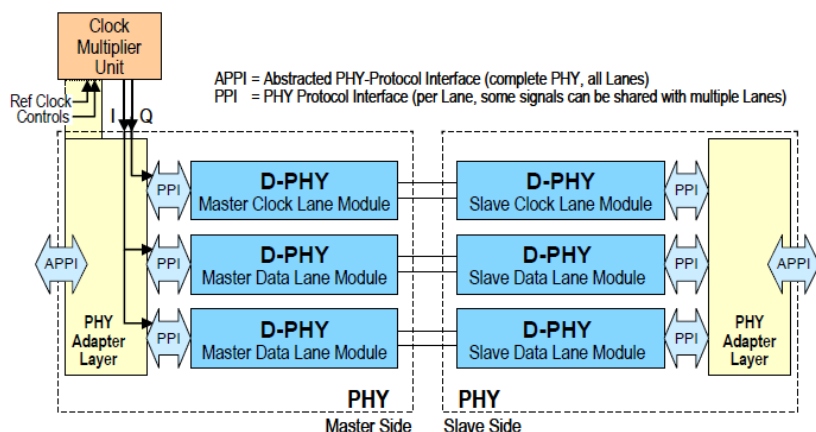 Clock
Multiplier
Unit
APPI = Abstracted PHY-Protocol Interface (complete PHY, all Lanes)
PPI = PHY Protocol Interface (per Lane, some signals can be shared with multiple Lanes)
Ref Clock
Controls
I Q
PPI
D-PHY
Master Clock Lane Module
D-PHY
Slave Clock Lane Module
PPI
APPI
PPI
D-PHY
Master Data Lane Module
D-PHY
Slave Data Lane Module
PPI
APPI
PHY
Adapter
Layer
PPI
D-PHY
Master Data Lane Module
D-PHY
Slave Data Lane Module
PPI
PHY
Adapter
Layer
PHY
Master Side
PHY
Slave Side